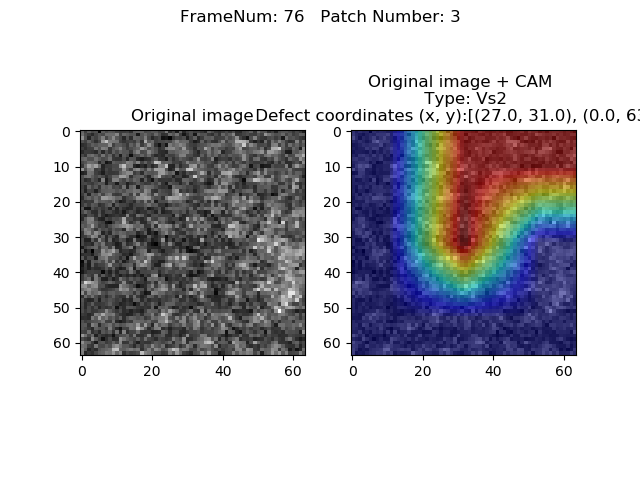 FrameNum: 76   Patch Number: 3
Original image
Original image + CAM
Type: Vs2
Defect coordinates (x, y):[(27.0, 31.0), (0.0, 63
0
10
20
30
40
50
60
0 20 40 60
0
10
20
30
40
50
60
0 20 40 60